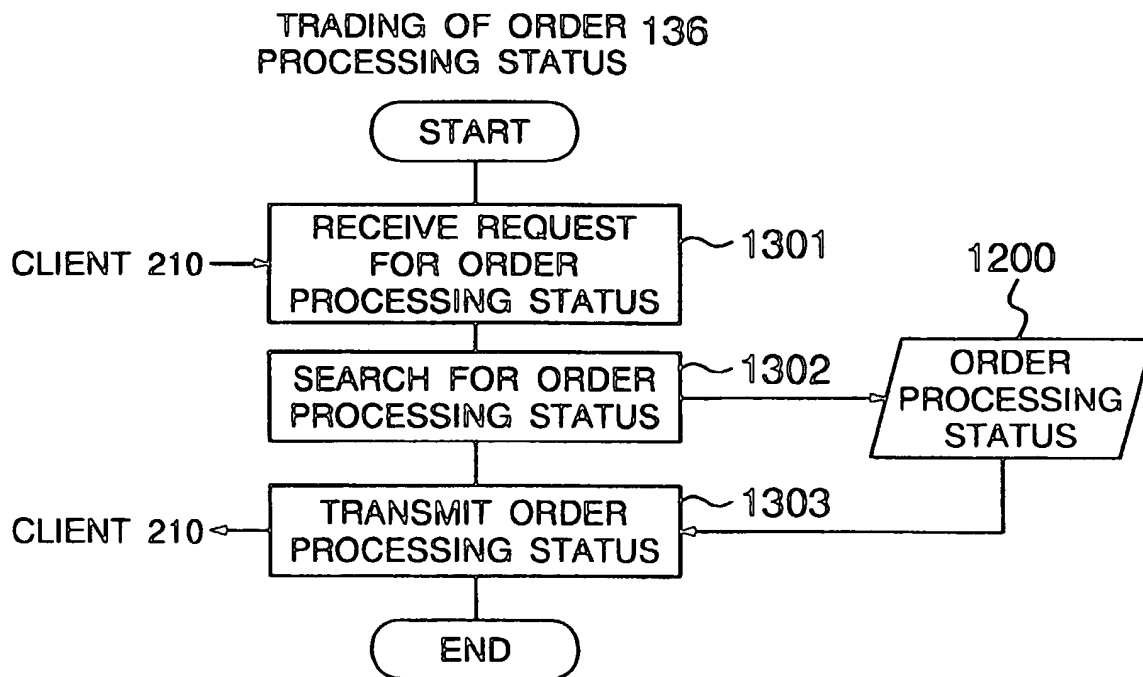 TRADING OF ORDER 136
PROCESSING STATUS
START
RECEIVE REQUEST
FOR ORDER
PROCESSING STATUS
1301
CLIENT 210
1200
SEARCH FOR ORDER
PROCESSING STATUS
1302
ORDER
PROCESSING
STATUS
TRANSMIT ORDER
PROCESSING STATUS
1303
CLIENT 210
END